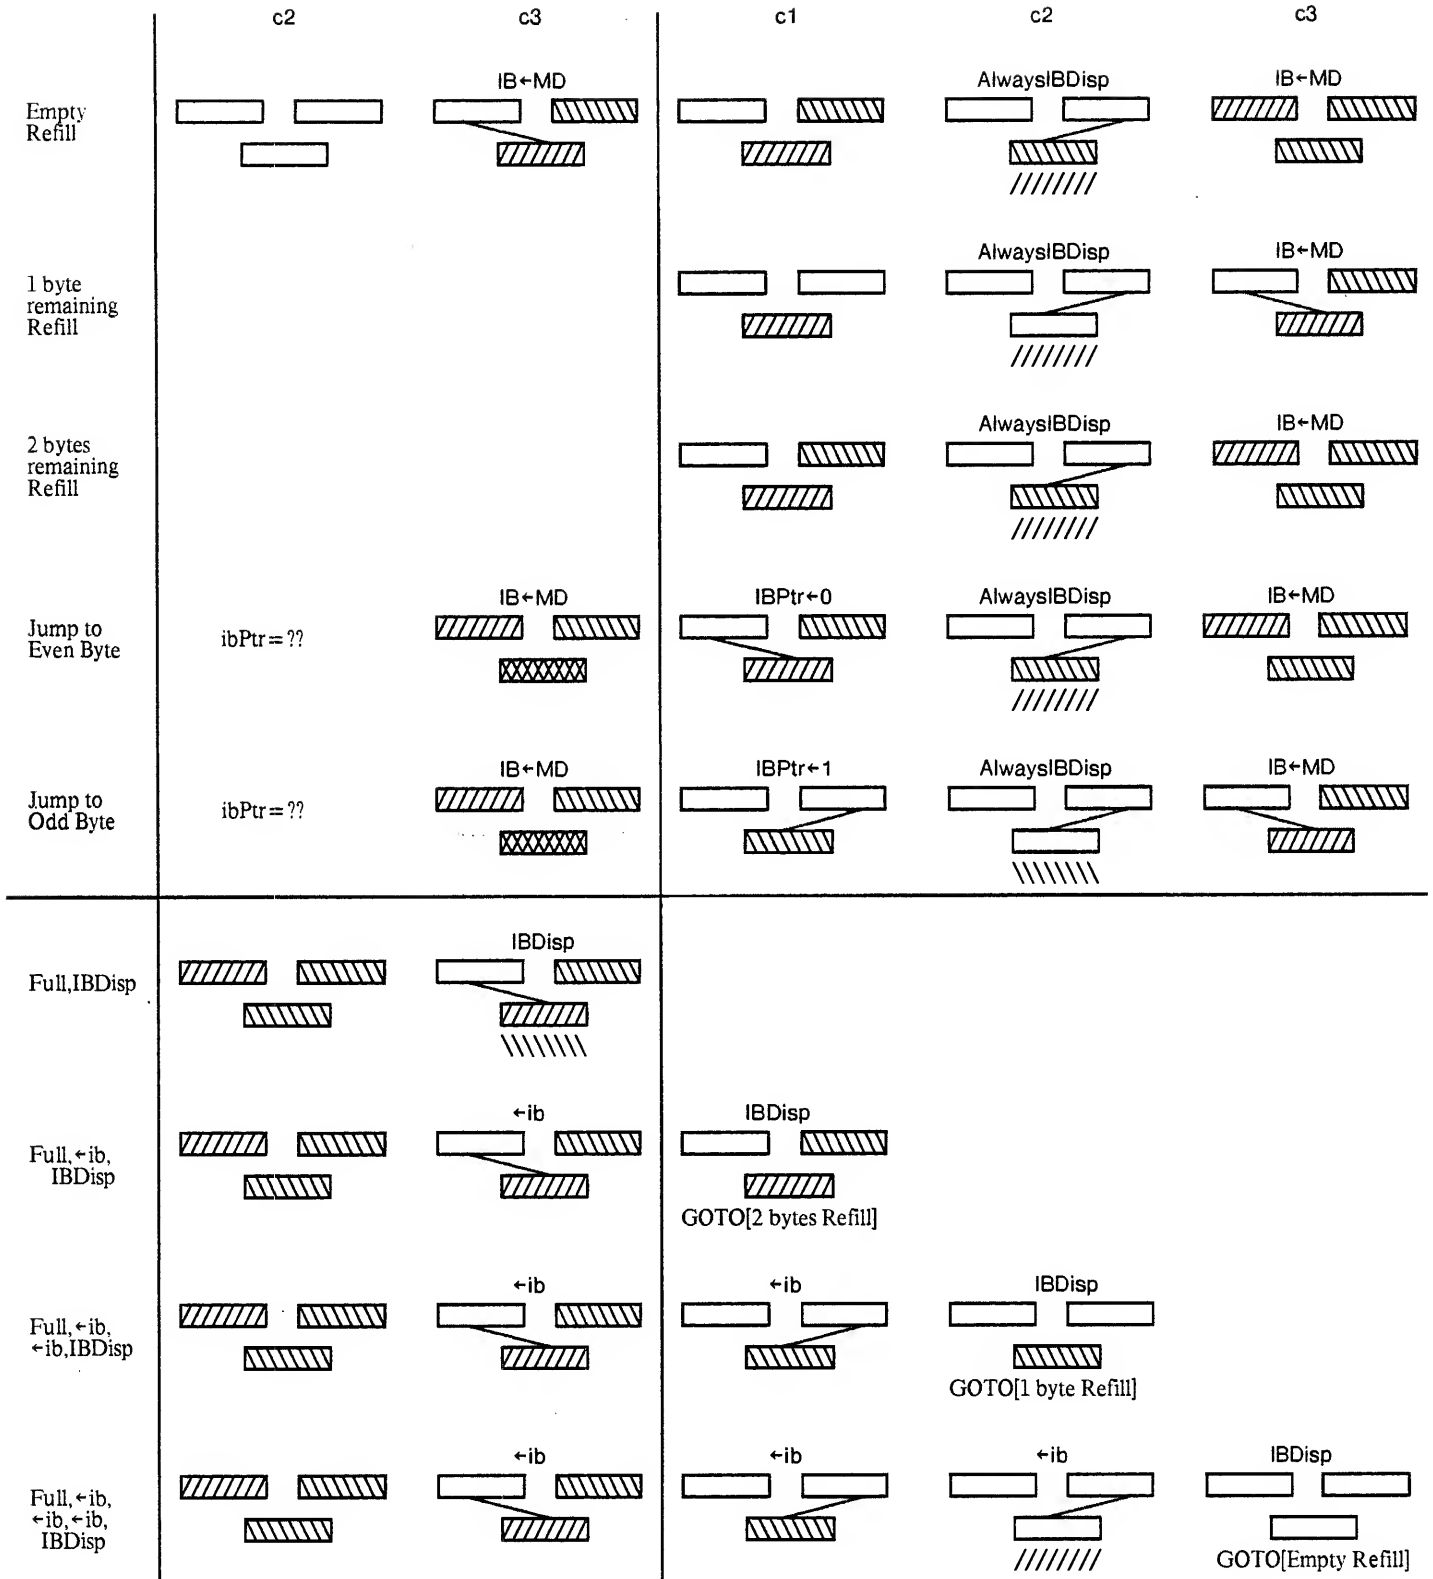 c2 c3 c1 c2 c3
IB←MD AlwaysIBDisp IB←MD
Empty
Refill
AlwaysIBDisp IB←MD
1 byte
remaining
Refill
AlwaysIBDisp IB←MD
2 bytes
remaining
Refill
IB←MD IBPtr←0 AlwaysIBDisp IB←MD
Jump to
Even Byte
ibPtr = ??
IB←MD IBPtr←1 AlwaysIBDisp IB←MD
Jump to
Odd Byte
ibPtr = ??
IBDisp
Full,IBDisp
←ib IBDisp
Full,←ib,
IBDisp
GOTO[2 bytes Refill]
←ib ←ib IBDisp
Full,←ib,
←ib,IBDisp
GOTO[1 byte Refill]
←ib ←ib ←ib IBDisp
Full,←ib,
←ib,←ib,
IBDisp
GOTO[Empty Refill]